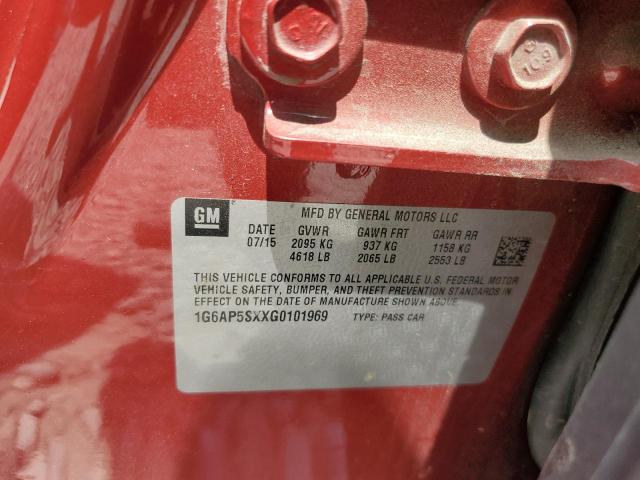 GM
MFD BY GENERAL MOTORS LLC
DATE GVWR GAWR FRT GAWR RR
07/15 2095 KG 937 KG 1158 KG
4618 LB 2065 LB 2553 LB
THIS VEHICLE CONFORMS TO ALL APPLICABLE U.S. FEDERAL MOTOR
VEHICLE SAFETY, BUMPER, AND THEFT PREVENTION STANDARDS IN
EFFECT ON THE DATE OF MANUFACTURE SHOWN ABOVE.
1G6AP5SXXG0101969 TYPE: PASS CAR